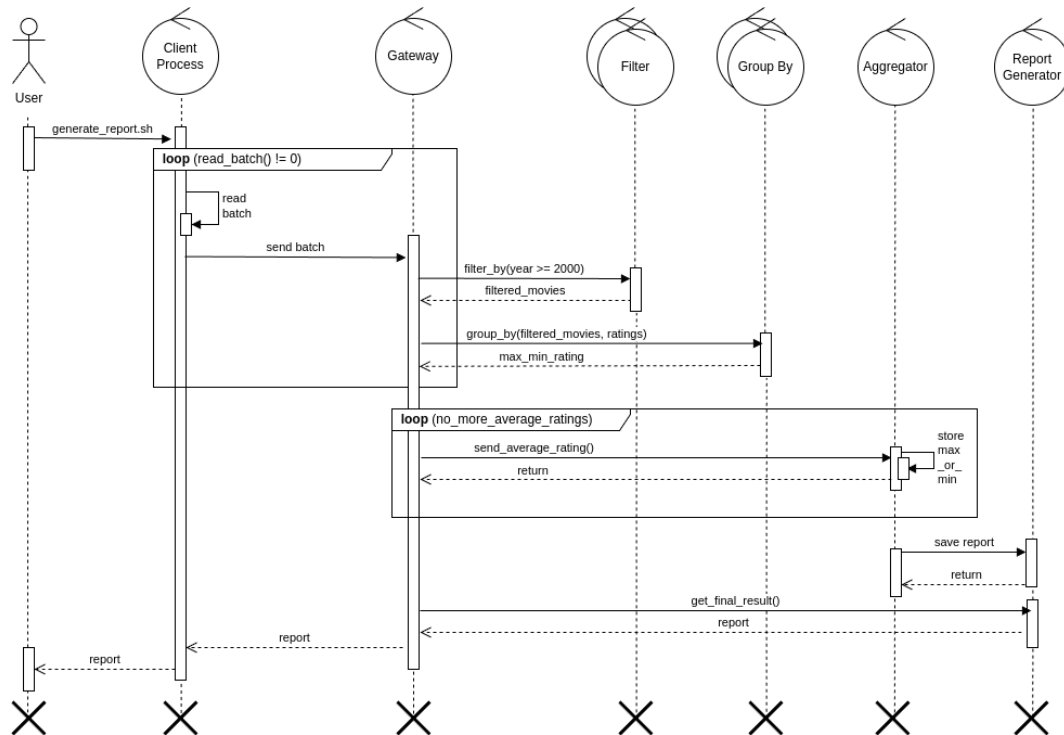 User
Client
Process
Gateway
Filter
Group By
Aggregator
Report
Generator
generate_report.sh
loop (read_batch() != 0)
read
batch
send batch
filter_by(year >= 2000)
filtered_movies
group_by(filtered_movies, ratings)
max_min_rating
loop (no_more_average_ratings)
send_average_rating()
return
store
max
_or_
min
save report
return
get_final_result()
report
report
report